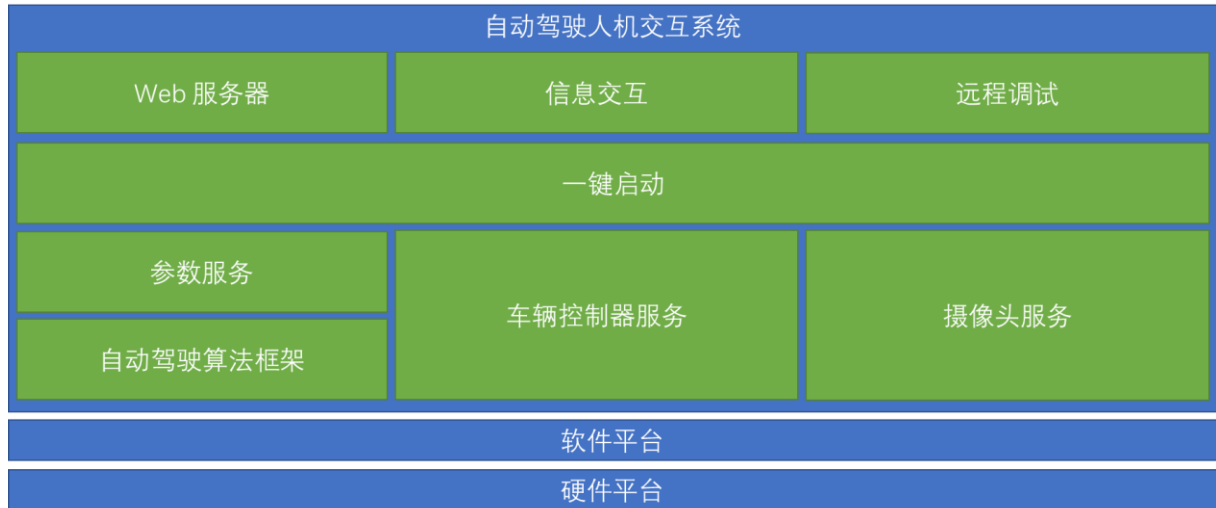 自动驾驶人机交互系统
Web 服务器
信息交互
远程调试
一键启动
参数服务
车辆控制器服务
摄像头服务
自动驾驶算法框架
软件平台
硬件平台